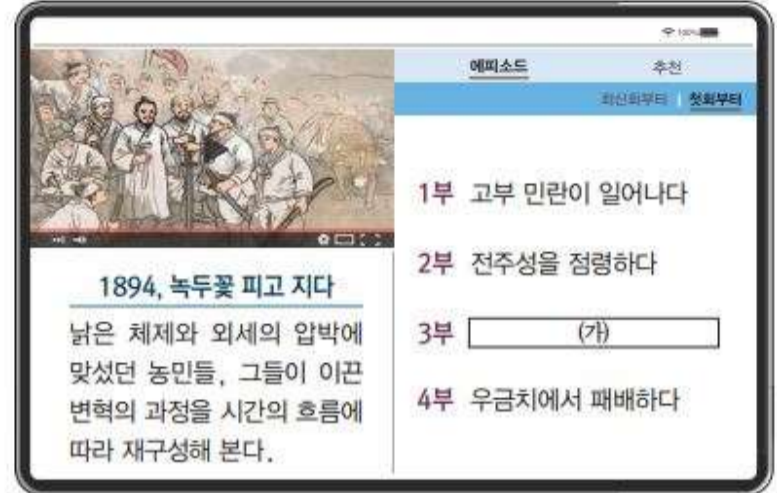 100%
에피소드 추천
최신회부터 | 첫회부터
1894, 녹두꽃 피고 지다
낡은 체제와 외세의 압박에
맞섰던 농민들, 그들이 이끈
변혁의 과정을 시간의 흐름에
따라 재구성해 본다.
1부 고부 민란이 일어나다
2부 전주성을 점령하다
3부 (가)
4부 우금치에서 패배하다